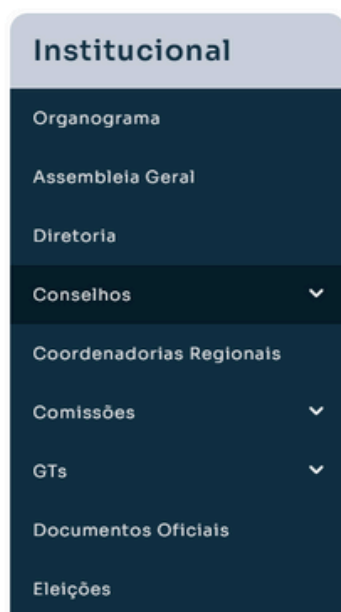 Institucional
Organograma
Assembleia Geral
Diretoria
Conselhos
Coordenadorias Regionais
Comissões
GTs
Documentos Oficiais
Eleições